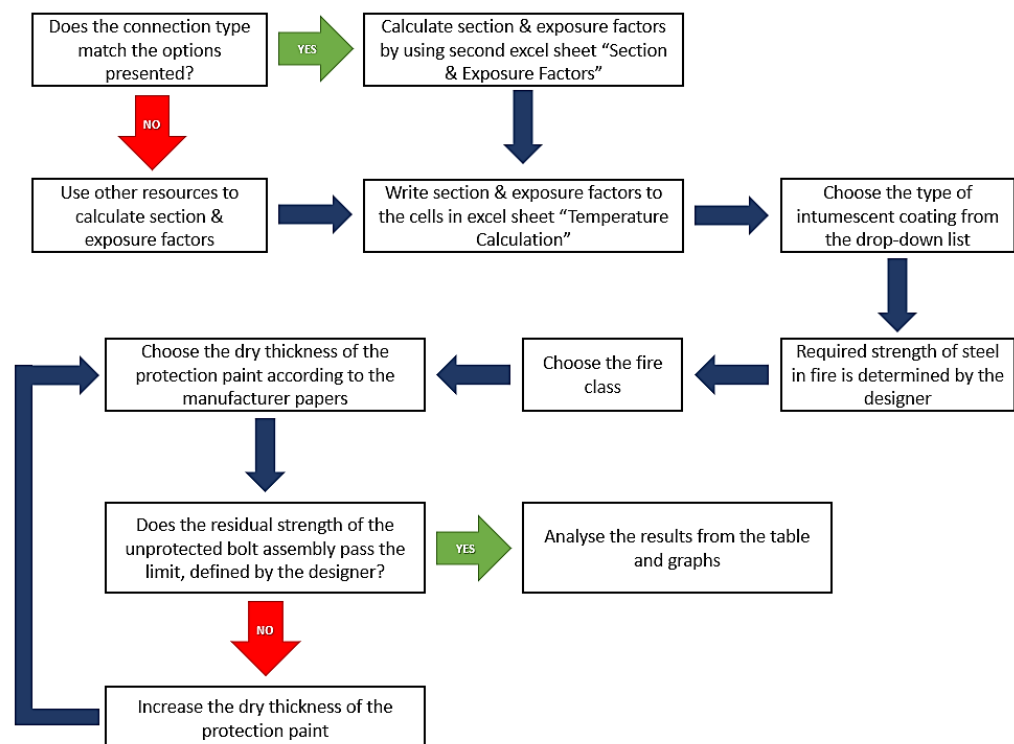 Does the connection type
match the options
presented?
YES
Calculate section & exposure factors
by using second excel sheet “Section
& Exposure Factors”
NO
Use other resources to
calculate section &
exposure factors
Write section & exposure factors to
the cells in excel sheet “Temperature
Calculation”
Choose the type of
intumescent coating from
the drop-down list
Required strength of steel
in fire is determined by the
designer
Choose the fire
class
Choose the dry thickness of the
protection paint according to the
manufacturer papers
Does the residual strength of the
unprotected bolt assembly pass the
limit, defined by the designer?
YES
Analyse the results from the table
and graphs
NO
Increase the dry thickness of the
protection paint